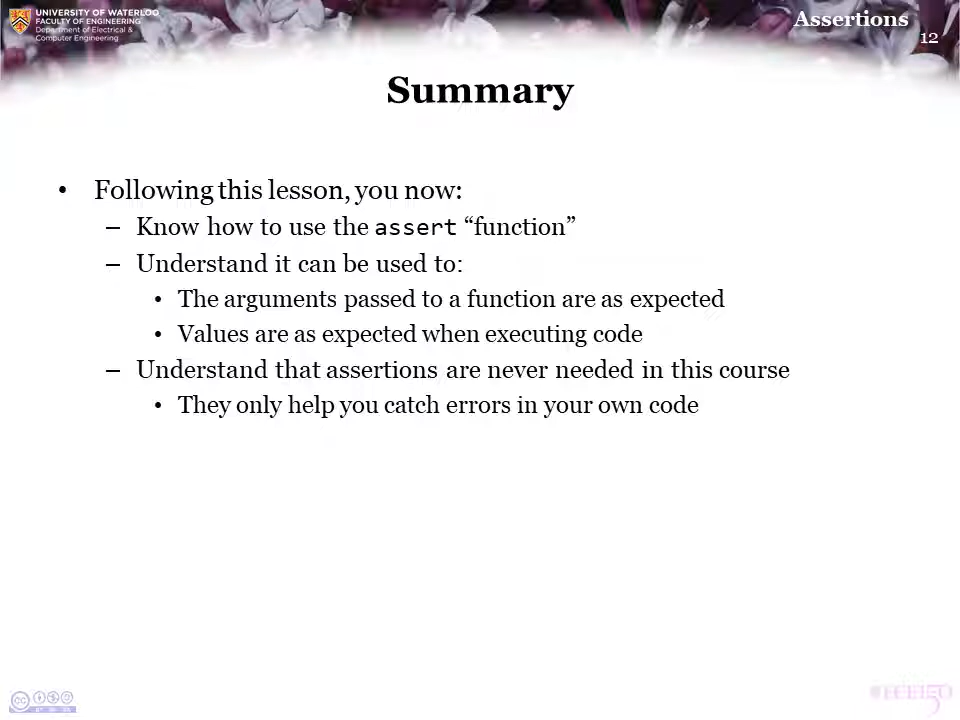 UNIVERSITY OF WATERLOO
FACULTY OF ENGINEERING
Department of Electrical &
Computer Engineering
Assertions
12
Summary
• Following this lesson, you now:
– Know how to use the assert “function”
– Understand it can be used to:
• The arguments passed to a function are as expected
• Values are as expected when executing code
– Understand that assertions are never needed in this course
• They only help you catch errors in your own code